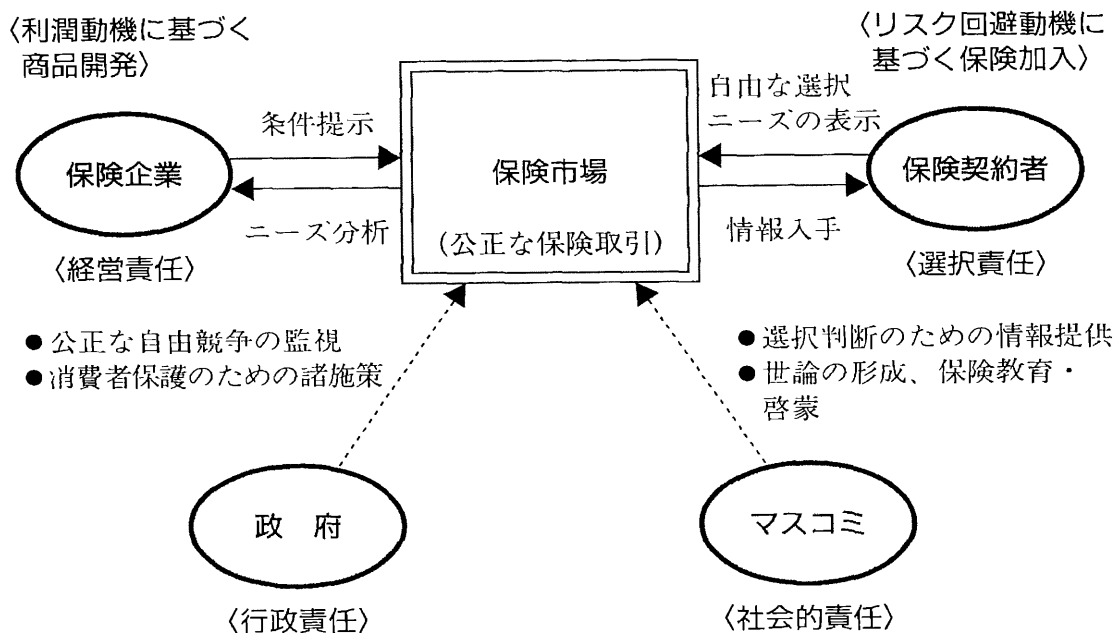 〈利潤動機に基づく
商品開発〉
〈リスク回避動機に
基づく保険加入〉
条件提示
自由な選択
ニーズの表示
保険企業
保険市場
保険契約者
ニーズ分析
(公正な保険取引)
情報入手
〈経営責任〉
〈選択責任〉
●公正な自由競争の監視
●消費者保護のための諸施策
●選択判断のための情報提供
●世論の形成、保険教育・
啓蒙
政 府
マスコミ
〈行政責任〉
〈社会的責任〉